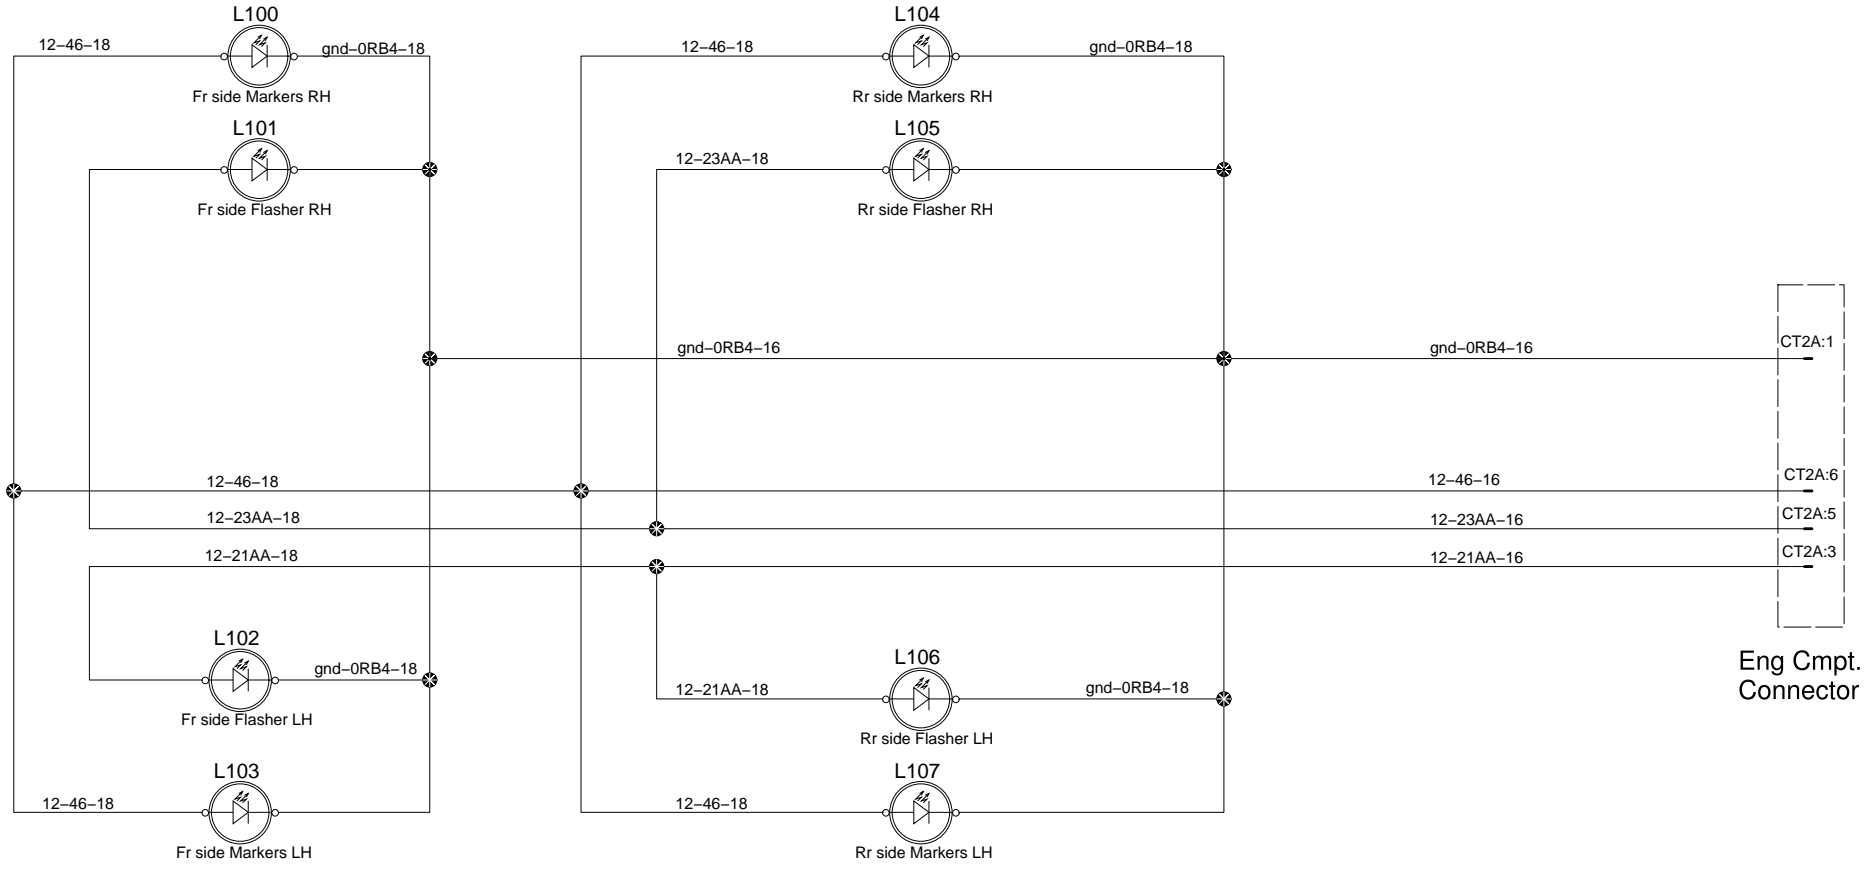 L100
L104
12–46–18
gnd–0RB4–18
12–46–18
gnd–0RB4–18
Fr side Markers RH
Rr side Markers RH
L101
L105
12–23AA–18
Fr side Flasher RH
Rr side Flasher RH
gnd–0RB4–16
gnd–0RB4–16
CT2A:1
12–46–18
12–46–16
CT2A:6
12–23AA–18
12–23AA–16
CT2A:5
12–21AA–18
12–21AA–16
CT2A:3
L102
gnd–0RB4–18
Fr side Flasher LH
L106
12–21AA–18
gnd–0RB4–18
Rr side Flasher LH
Eng Cmpt.
Connector
L103
L107
12–46–18
12–46–18
Fr side Markers LH
Rr side Markers LH